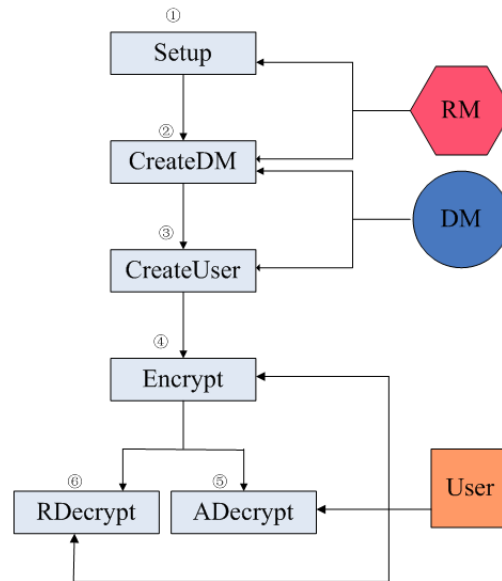 ①
Setup
RM
②
CreateDM
DM
③
CreateUser
④
Encrypt
⑥
⑤
User
RDecrypt
ADecrypt